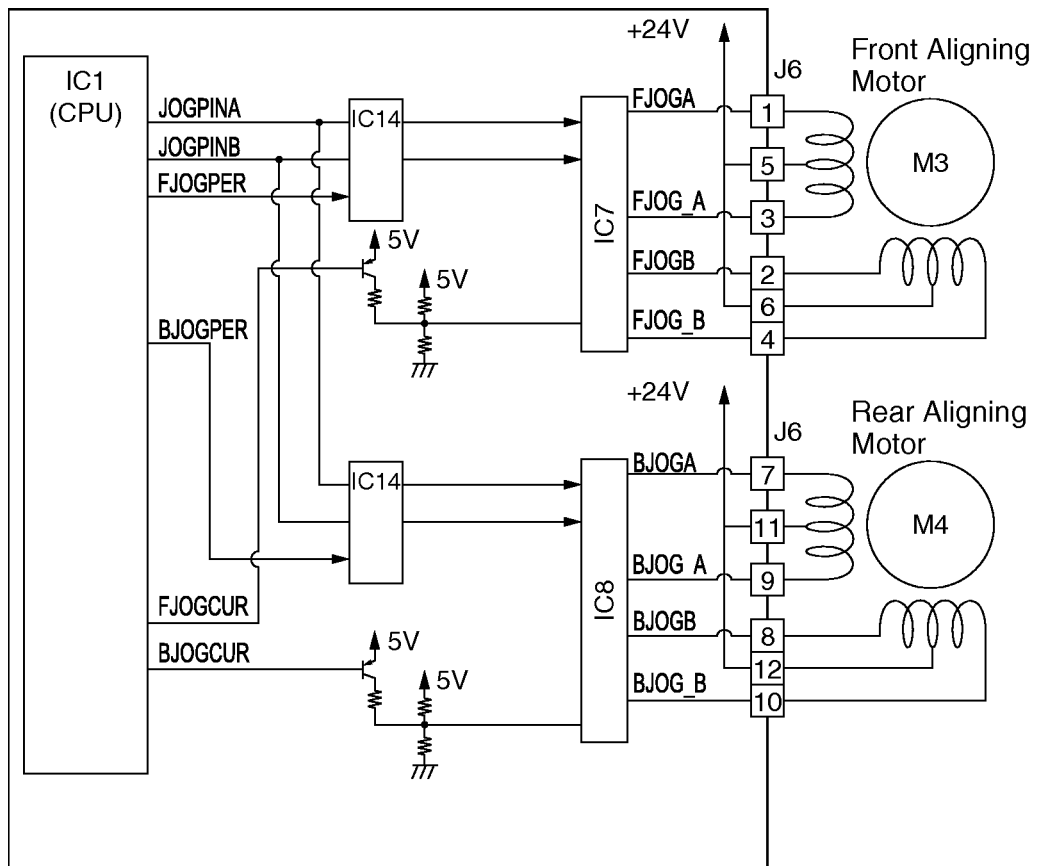 +24V
Front Aligning
Motor
J6
IC1
(CPU)
JOGPINA
JOGPINB
FJOGPER
IC14
FJOGA
1
5
M3
FJOG_A
3
IC7
5V
5V
FJOGB
2
6
FJOG_B
4
BJOGPER
+24V
Rear Aligning
Motor
J6
IC14
BJOGA
7
11
M4
BJOG A
9
IC8
FJOGCUR
BJOGB
8
BJOGCUR
5V
5V
12
BJOG_B
10